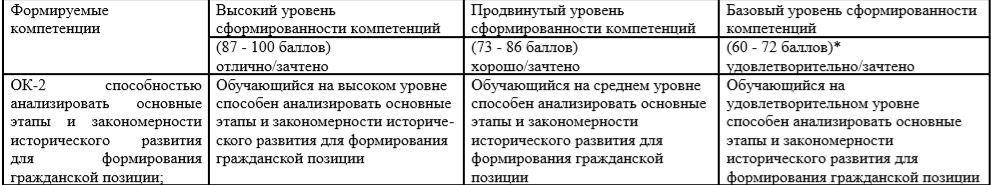 Формируемые
компетенции
Высокий уровень
сформированности компетенций
Продвинутый уровень
сформированности компетенций
Базовый уровень сформированности
компетенций
(87 - 100 баллов)
отлично/зачтено
(73 - 86 баллов)
хорошо/зачтено
(60 - 72 баллов)*
удовлетворительно/зачтено
ОК-2 способностью
анализировать основные
этапы и закономерности
исторического развития
для формирования
гражданской позиции;
Обучающийся на высоком уровне
способен анализировать основные
этапы и закономерности историче-
ского развития для формирования
гражданской позиции
Обучающийся на среднем уровне
способен анализировать основные
этапы и закономерности
исторического развития для
формирования гражданской
позиции
Обучающийся на
удовлетворительном уровне
способен анализировать основные
этапы и закономерности
исторического развития для
формирования гражданской позиции